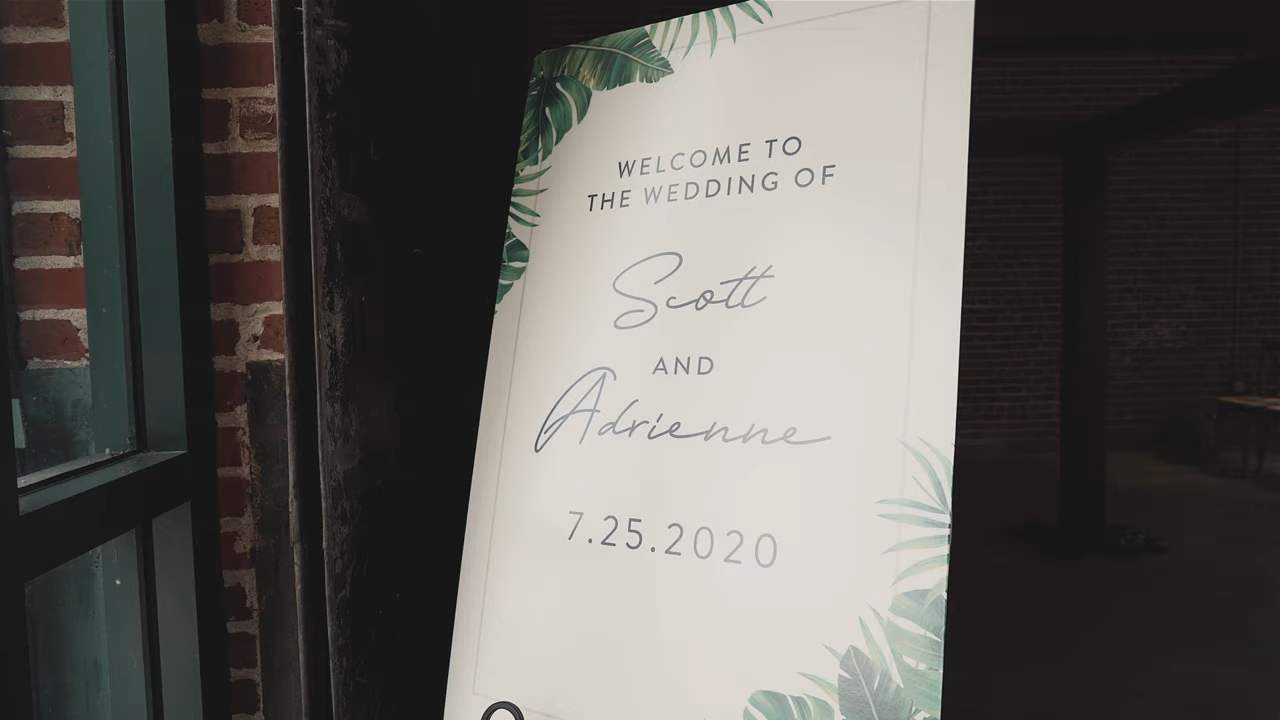 WELCOME TO
THE WEDDING OF
Scott
AND
Adrienne
7.25.2020